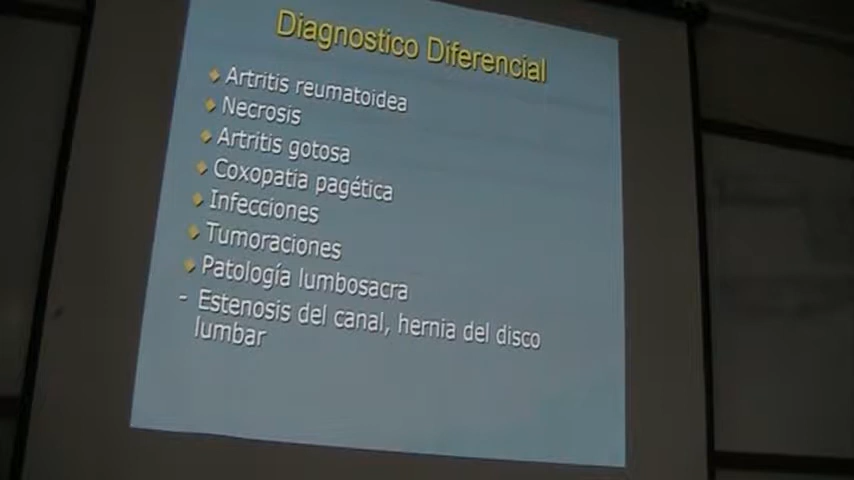 Diagnostico Diferencial
Artritis reumatoidea
Necrosis
Artritis gotosa
Coxopatia pagética
Infecciones
Tumoraciones
Patología lumbosacra
- Estenosis del canal, hernia del disco
lumbar